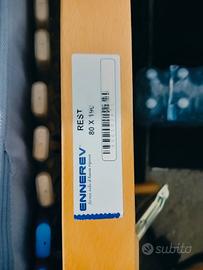 REST
80 X 190
ENNEREV
subito